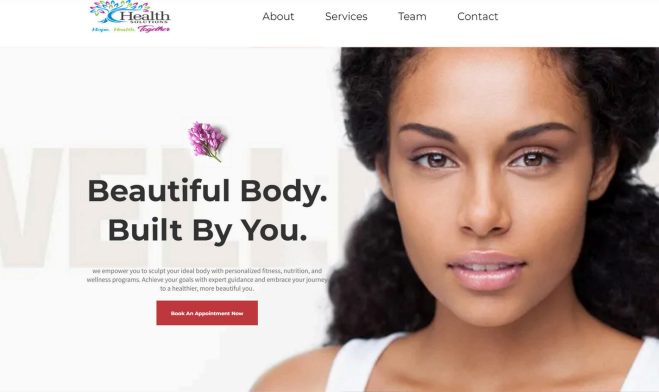 Health
SOLUTIONS
Hope. Health. Together
About Services Team Contact
WELL
Beautiful Body.
Built By You.
we empower you to sculpt your ideal body with personalized fitness, nutrition, and
wellness programs. Achieve your goals with expert guidance and embrace your journey
to a healthier, more beautiful you.
Book An Appointment Now